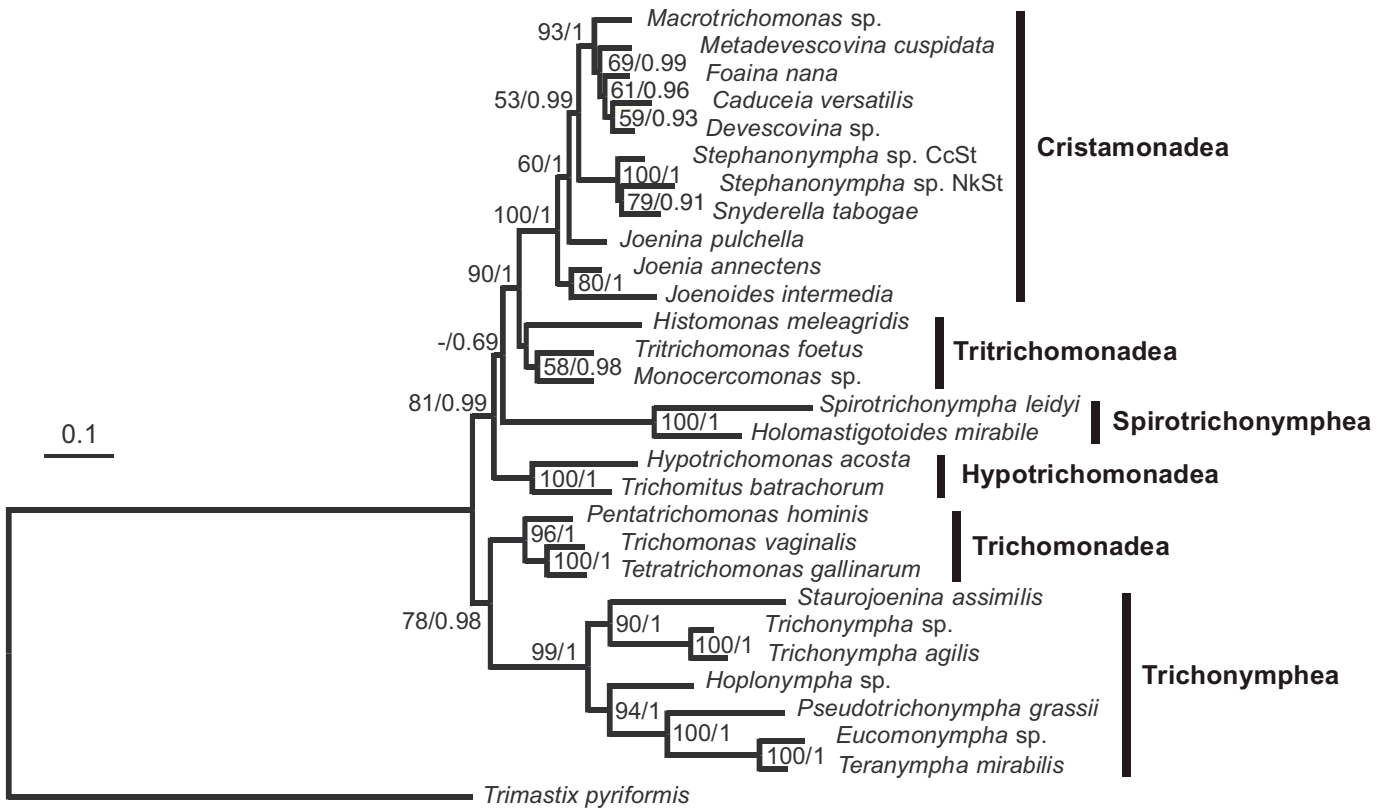 Macrotrichomonas sp.
93/1
Metadevescovina cuspidata
69/0.99
Foaina nana
61/0.96
53/0.99
Caduceia versatilis
59/0.93
Devescovina sp.
Cristamonadea
60/1
Stephanonympha sp. CcSt
100/1
Stephanonympha sp. NkSt
79/0.91
Snyderella tabogae
100/1
Joenina pulchella
90/1
Joenia annectens
80/1
Joenoides intermedia
Histomonas meleagridis
-/0.69
Tritrichomonas foetus
Tritrichomonadea
58/0.98
Monocercomonas sp.
81/0.99
Spirotrichonympha leidyi
100/1
Spirotrichonymphea
Holomastigotoides mirabile
0.1
Hypotrichomonas acosta
100/1
Hypotrichomonadea
Trichomitus batrachorum
Pentatrichomonas hominis
96/1
Trichomonas vaginalis
Trichomonadea
100/1
Tetratrichomonas gallinarum
78/0.98
Staurojoenina assimilis
90/1
Trichonympha sp.
99/1
100/1
Trichonympha agilis
Trichonymphea
Hoplonympha sp.
94/1
Pseudotrichonympha grassii
100/1
Eucomonympha sp.
100/1
Teranympha mirabilis
Trimastix pyriformis